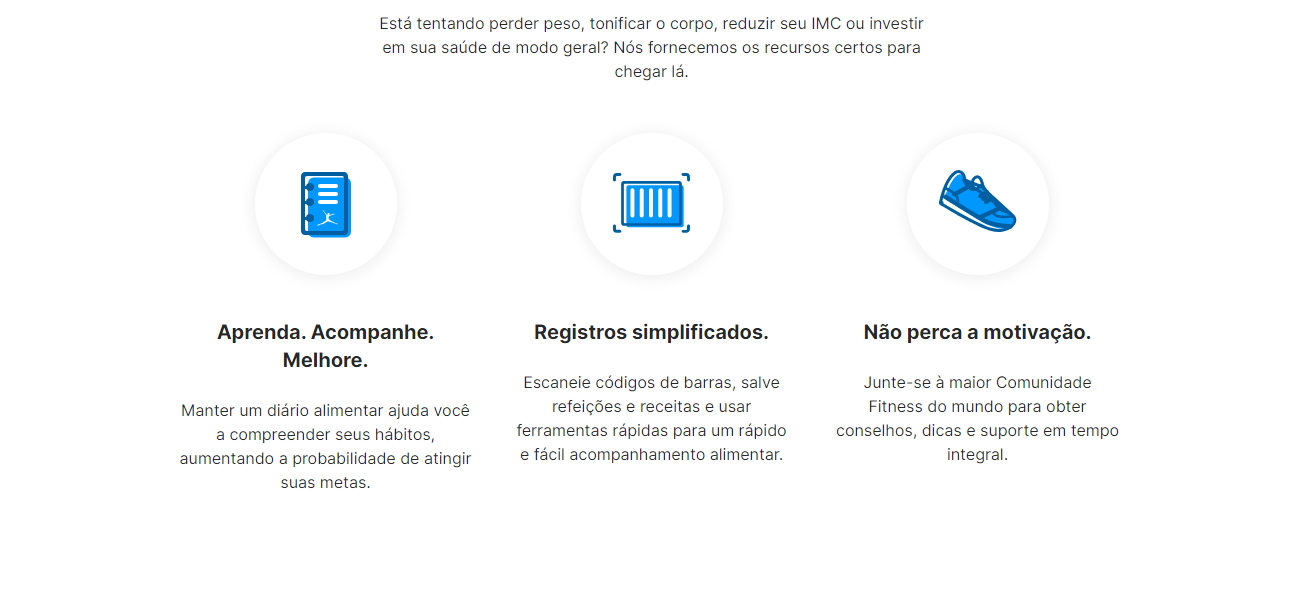 Está tentando perder peso, tonificar o corpo, reduzir seu IMC ou investir
em sua saúde de modo geral? Nós fornecemos os recursos certos para
chegar lá.
Aprenda. Acompanhe.
Melhore.
Manter um diário alimentar ajuda você
a compreender seus hábitos,
aumentando a probabilidade de atingir
suas metas.
Registros simplificados.
Escaneie códigos de barras, salve
refeições e receitas e usar
ferramentas rápidas para um rápido
e fácil acompanhamento alimentar.
Não perca a motivação.
Junte-se à maior Comunidade
Fitness do mundo para obter
conselhos, dicas e suporte em tempo
integral.